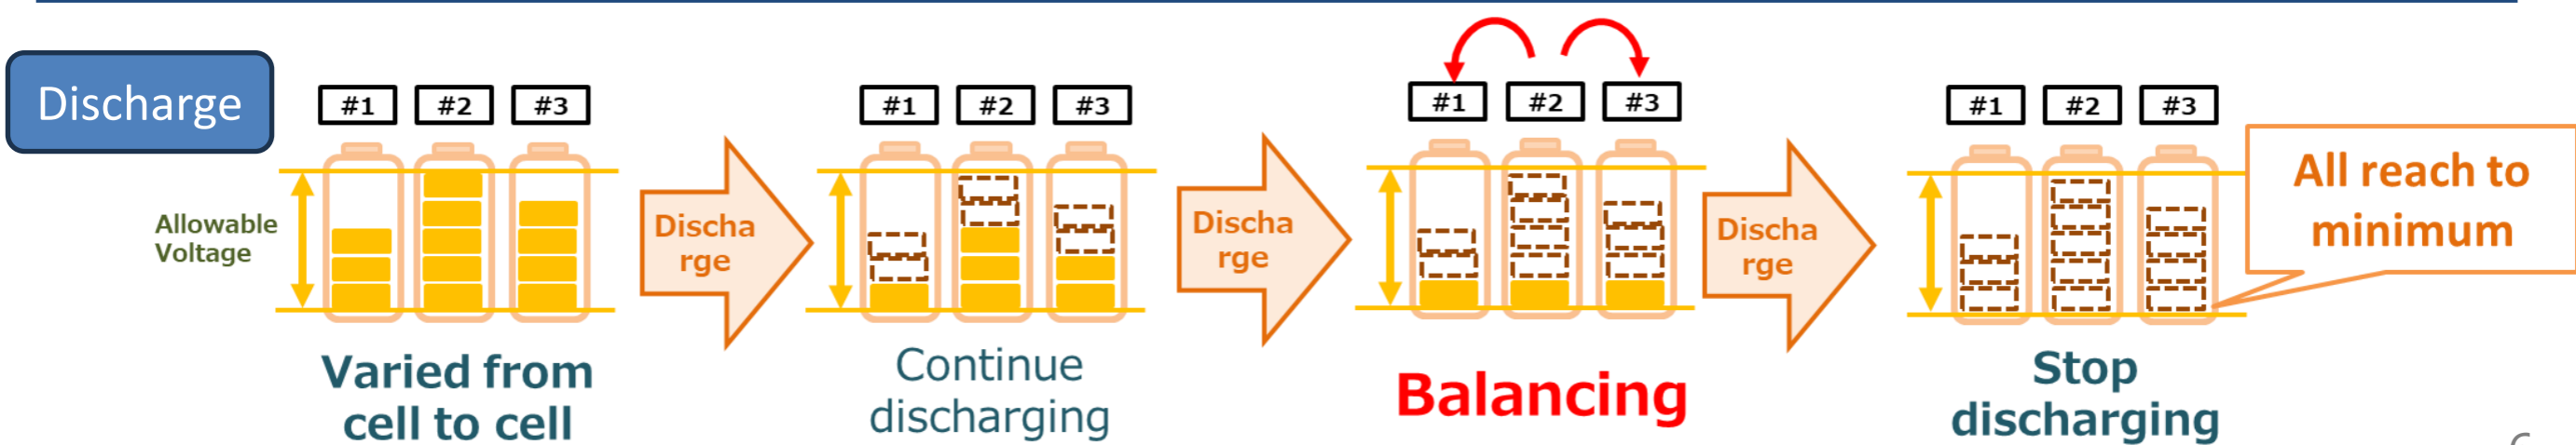 Discharge
#1 #2 #3
Allowable
Voltage
Varied from
cell to cell
Discha
rge
#1 #2 #3
Continue
discharging
Discha
rge
#1 #2 #3
Balancing
Discha
rge
#1 #2 #3
Stop
discharging
All reach to
minimum